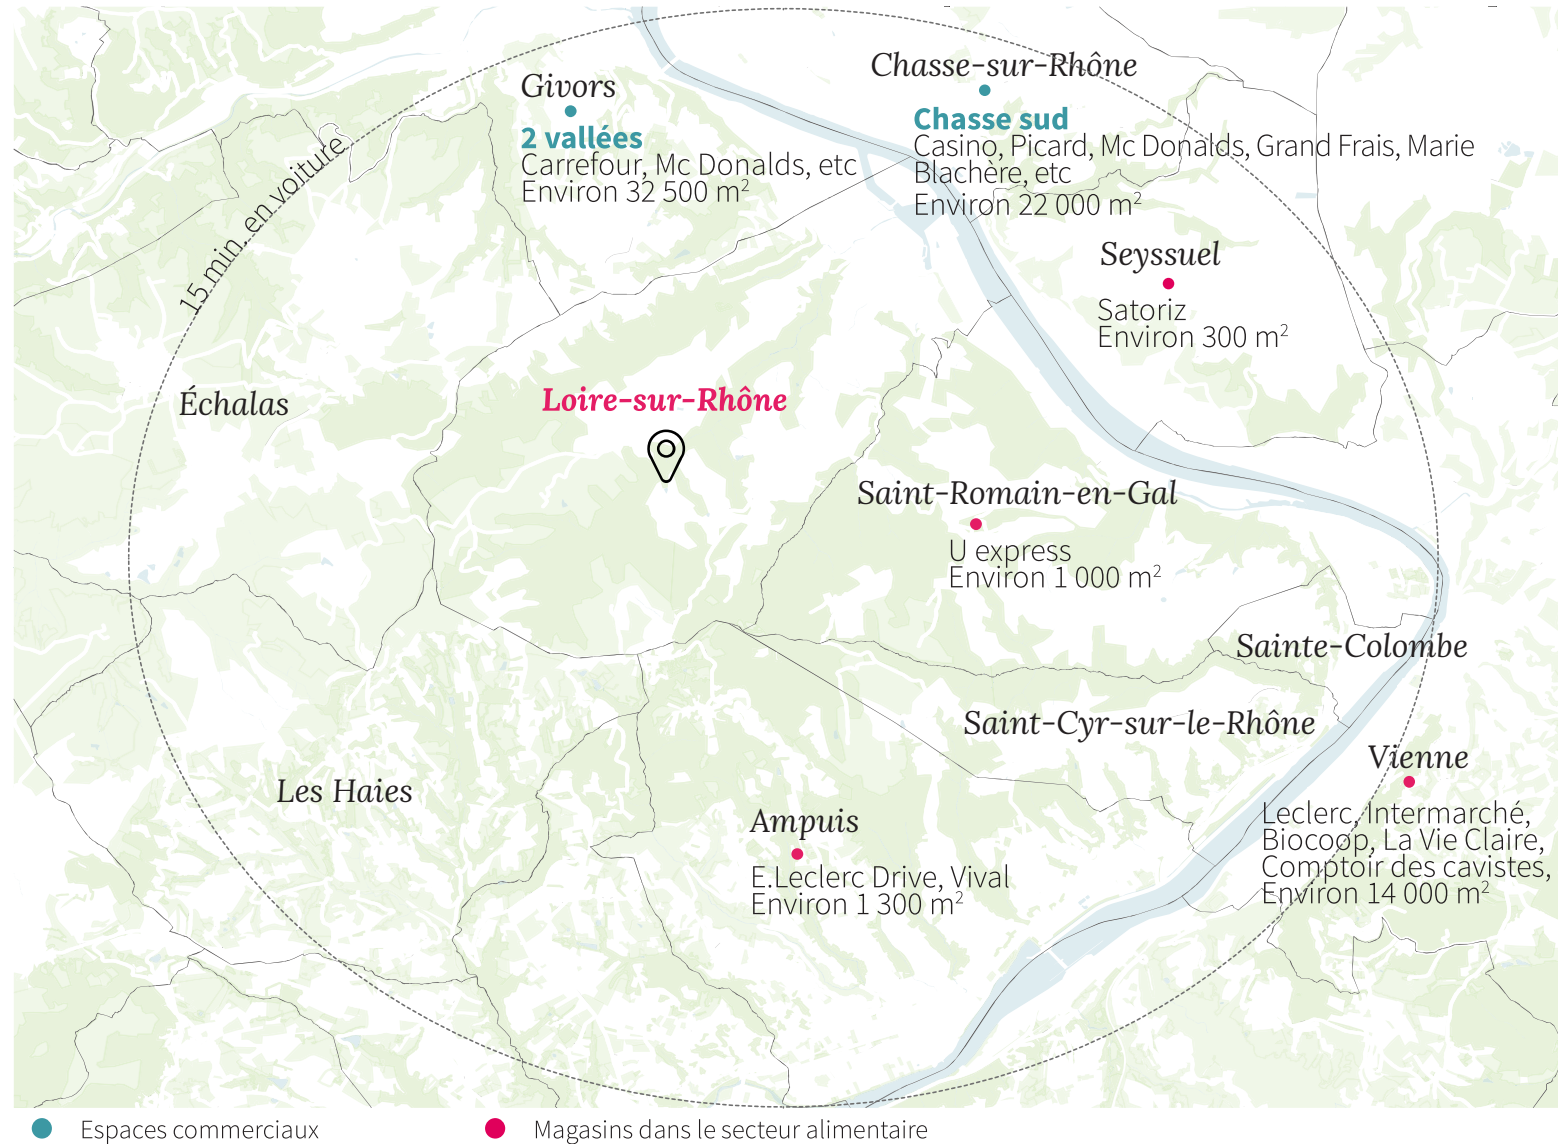 Givors
2 vallées
Carrefour, Mc Donalds, etc
Environ 32 500 m²
Chasse-sur-Rhône
Chasse sud
Casino, Picard, Mc Donalds, Grand Frais, Marie
Blachère, etc
Environ 22 000 m²
15 min. en voiture
Seyssuel
Satoriz
Environ 300 m²
Échalas
Loire-sur-Rhône
Saint-Romain-en-Gal
U express
Environ 1 000 m²
Sainte-Colombe
Saint-Cyr-sur-le-Rhône
Vienne
Leclerc, Intermarché,
Biocoop, La Vie Claire,
Comptoir des cavistes,
Environ 14 000 m²
Les Haies
Ampuis
E.Leclerc Drive, Vival
Environ 1 300 m²
Espaces commerciaux
Magasins dans le secteur alimentaire